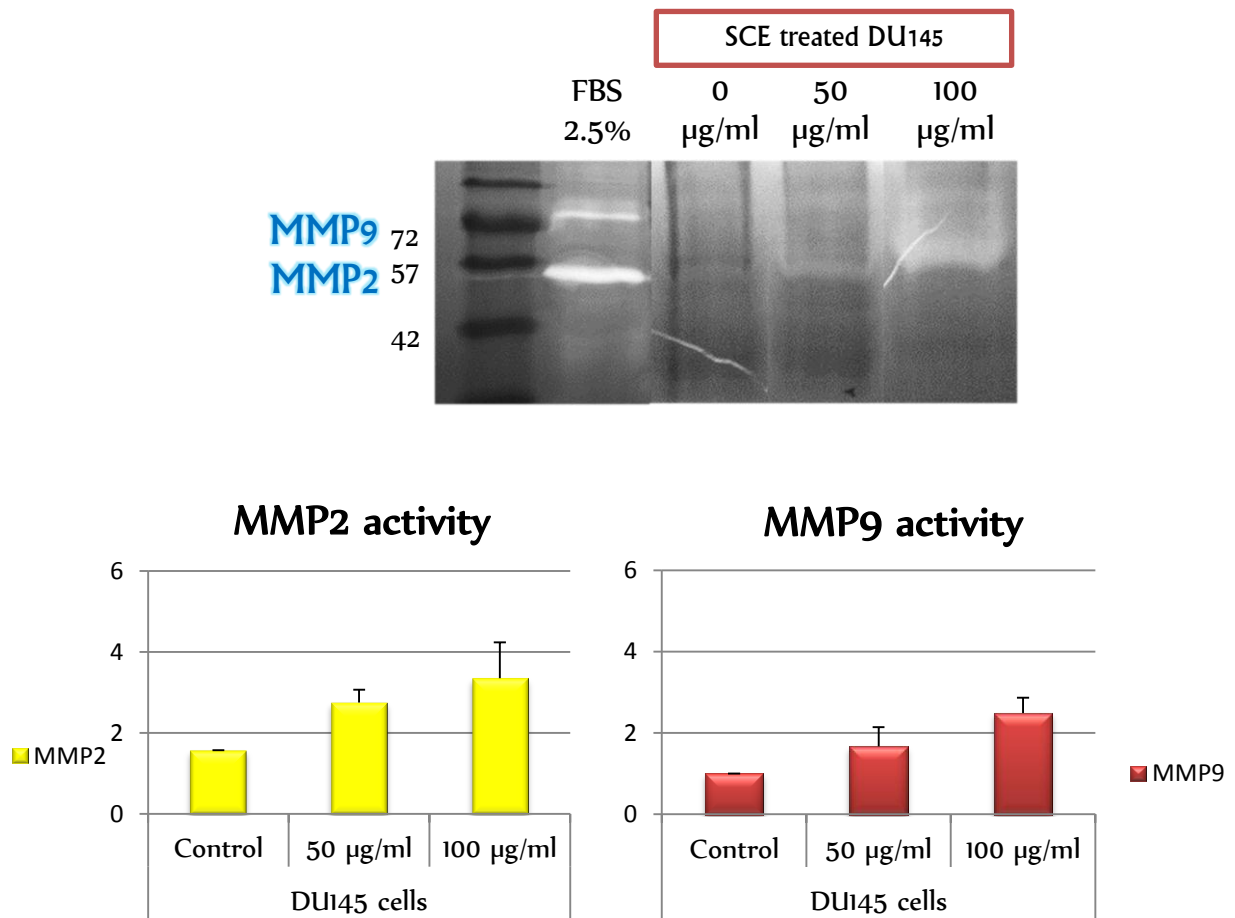 SCE treated DU145
FBS
2.5%
0
µg/ml
50
µg/ml
100
µg/ml
MMP9 72
MMP2 57
42
MMP2 activity
6
4
2
0
MMP2
Control
50 µg/ml
100 µg/ml
DU145 cells
MMP9 activity
6
4
2
0
MMP9
Control
50 µg/ml
100 µg/ml
DU145 cells